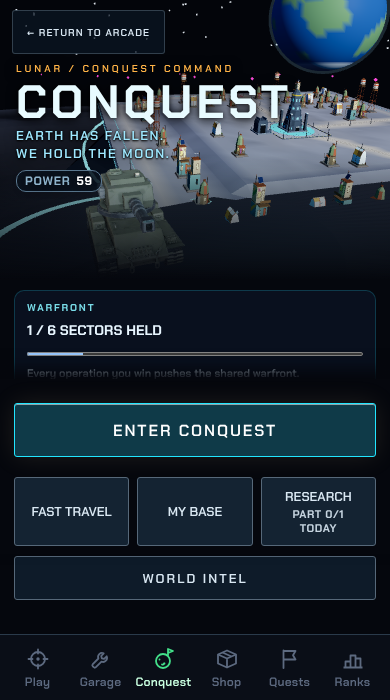 ← RETURN TO ARCADE
LUNAR / CONQUEST COMMAND
CONQUEST
EARTH HAS FALLEN.
WE HOLD THE MOON.
POWER 59
WARFRONT
1 / 6 SECTORS HELD
Every operation you win pushes the shared warfront.
ENTER CONQUEST
FAST TRAVEL
MY BASE
RESEARCH
PART 0/1
TODAY
WORLD INTEL
Play Garage Conquest Shop Quests Ranks